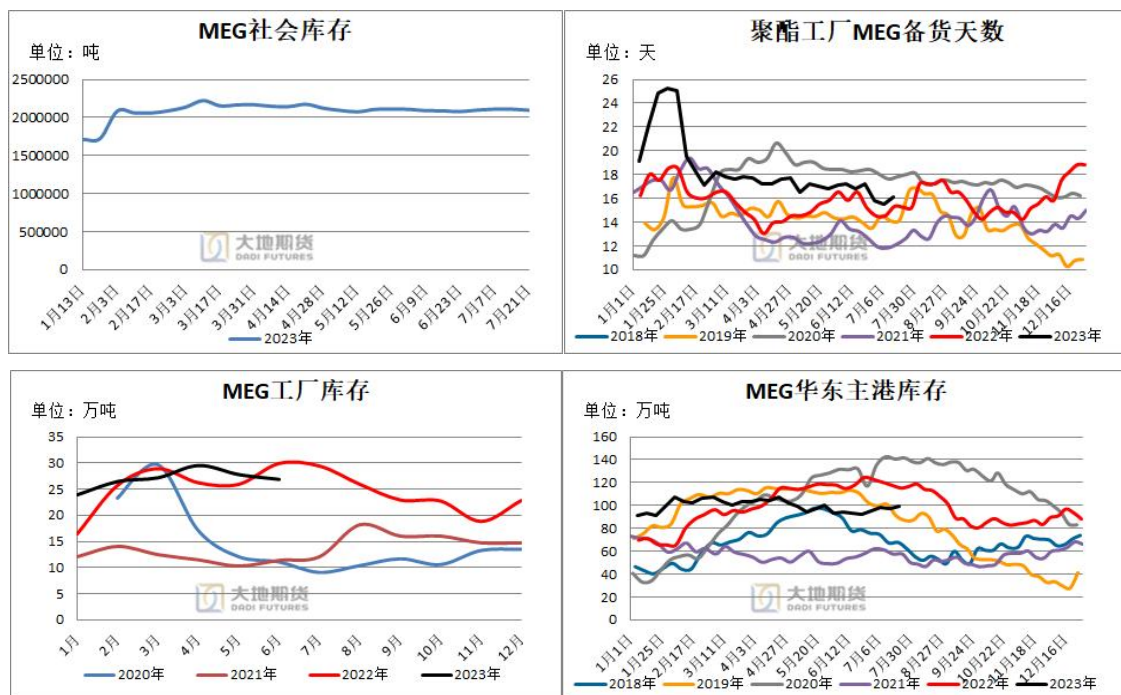 MEG社会库存
单位：吨
2500000
2000000
1500000
1000000
500000
0
大地期货
DADI FUTURES
1月13日
2月3日
2月17日
3月3日
3月17日
3月31日
4月14日
4月28日
5月12日
5月26日
6月9日
6月23日
7月7日
7月21日
2023年
聚酯工厂MEG备货天数
单位：天
26
24
22
20
18
16
14
12
10
大地期货
DADI FUTURES
1月1日
1月25日
2月17日
3月11日
4月3日
4月27日
5月20日
6月12日
7月6日
7月30日
8月21日
9月24日
10月22日
11月18日
12月16日
2018年
2019年
2020年
2021年
2022年
2023年
MEG工厂库存
单位：万吨
35
30
25
20
15
10
5
0
大地期货
DADI FUTURES
1月
2月
3月
4月
5月
6月
7月
8月
9月
10月
11月
12月
2020年
2021年
2022年
2023年
MEG华东主港库存
单位：万吨
160
140
120
100
80
60
40
20
0
大地期货
DADI FUTURES
1月1日
1月25日
2月17日
3月11日
4月3日
4月27日
5月20日
6月12日
7月6日
7月30日
8月21日
9月24日
10月22日
11月18日
12月16日
2018年
2019年
2020年
2021年
2022年
2023年